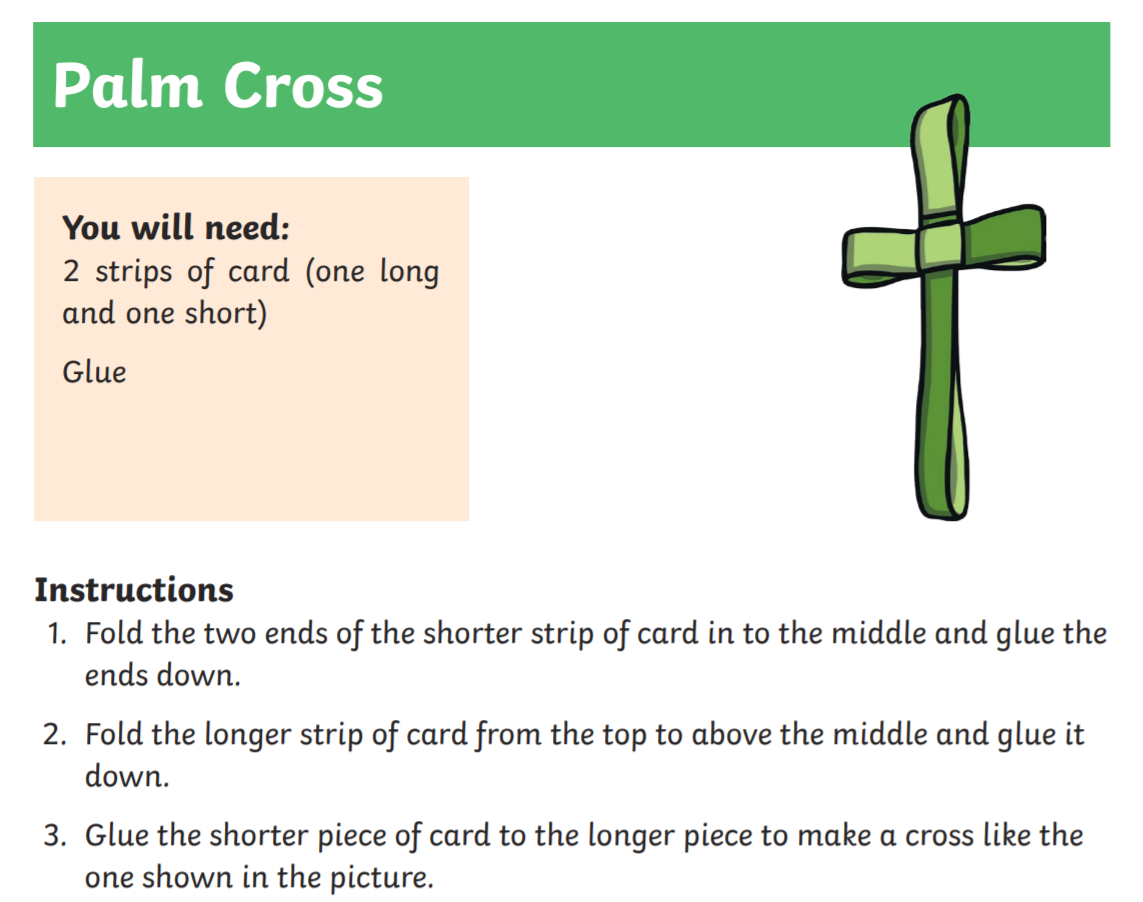 Palm Cross
You will need:
2 strips of card (one long
and one short)
Glue
Instructions
1. Fold the two ends of the shorter strip of card in to the middle and glue the
ends down.
2. Fold the longer strip of card from the top to above the middle and glue it
down.
3. Glue the shorter piece of card to the longer piece to make a cross like the
one shown in the picture.